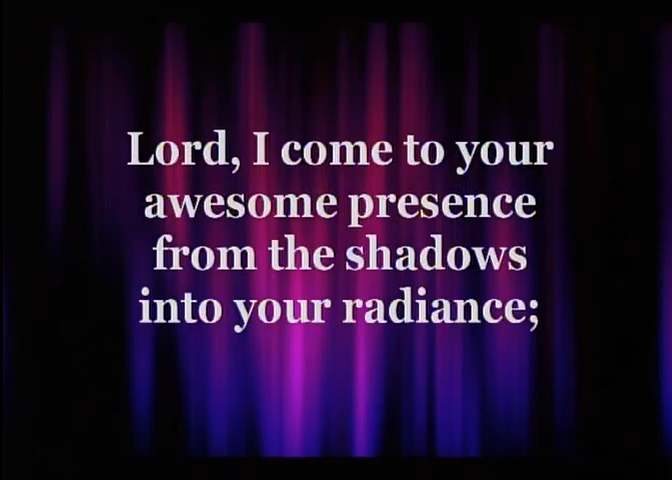 Lord, I come to your
awesome presence
from the shadows
into your radiance;